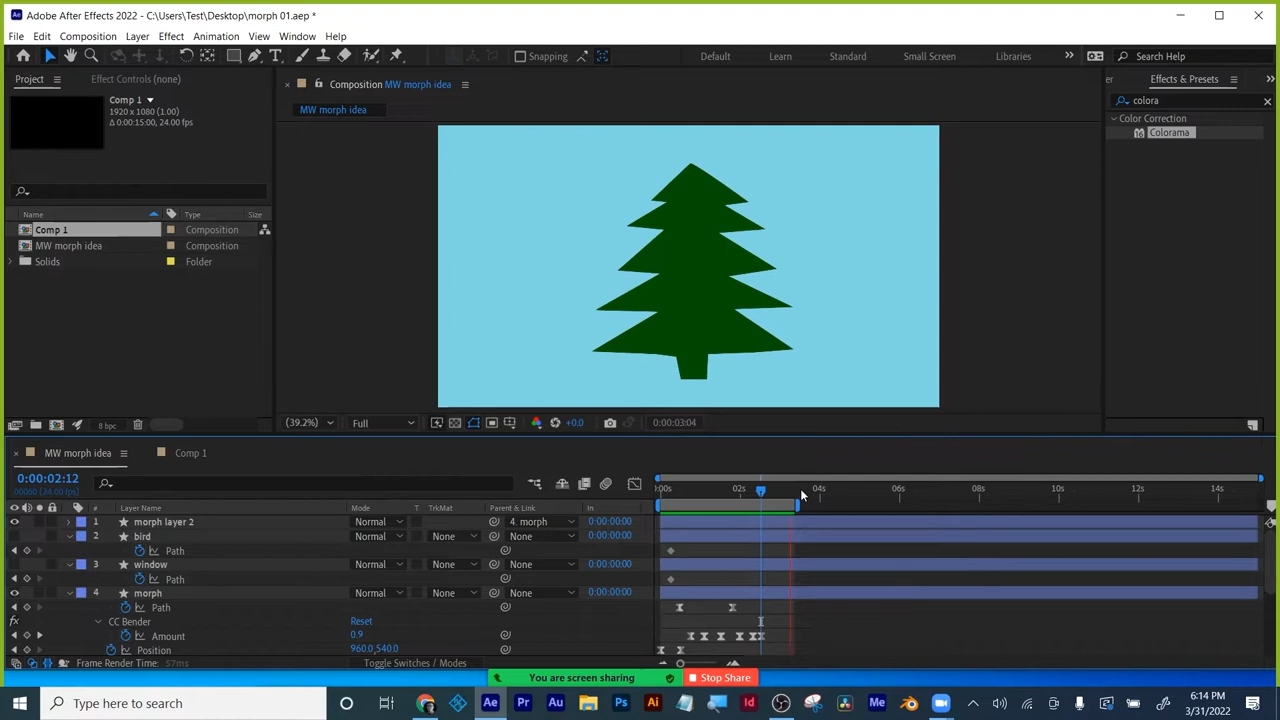 Adobe After Effects 2022 - C:\Users\Test\Desktop\morph 01.aep *
File Edit Composition Layer Effect Animation View Window Help
Snapping Default Learn Standard Small Screen Libraries Search Help
Project Effect Controls (none) Composition MW morph idea Effects & Presets
Comp 1
1920 x 1080 (1.00)
Δ 0:00:15:00, 24.00 fps
MW morph idea
colora
Color Correction
Colorama
Name Type Size
Comp 1 Composition
MW morph idea Composition
Solids Folder
8 bpc (39.2%) Full +0.0 0:00:03:04
MW morph idea Comp 1
0:00:02:12
00060 (24.00 fps)
:00s 02s 04s 06s 08s 10s 12s 14s
# Layer Name Mode T TrkMat Parent & Link In
1 morph layer 2 Normal 4. morph 0:00:00:00
2 bird Normal None None 0:00:00:00
Path
3 window Normal None None 0:00:00:00
Path
4 morph Normal None None 0:00:00:00
Path
fx CC Bender Reset
Amount 0.9
Position 960.0,540.0
Frame Render Time: 57ms Toggle Switches / Modes
You are screen sharing Stop Share
Type here to search
Ae Pr Au Ps Ai Id Me
6:14 PM
3/31/2022